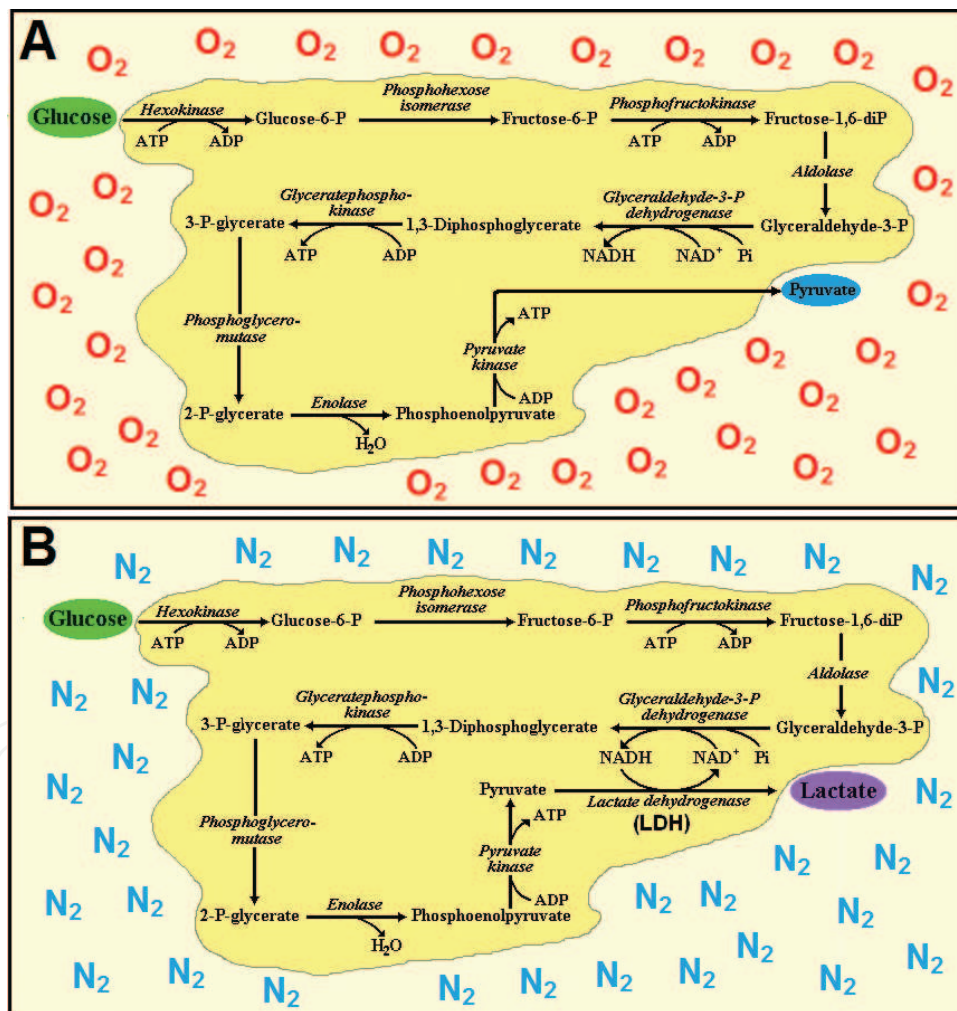 A
O₂ O₂ O₂ O₂ O₂ O₂ O₂ O₂ O₂ O₂
Phosphohexose
isomerase
Hexokinase
Phosphofructokinase
Glucose
Glucose-6-P
Fructose-6-P
Fructose-1,6-diP
ATP ADP
ATP ADP
Aldolase
O₂ O₂ O₂
Glyceratephospho-
kinase
Glyceraldehyde-3-P
dehydrogenase
3-P-glycerate
1,3-Diphosphoglycerate
Glyceraldehyde-3-P
O₂
ATP ADP
NADH NAD⁺ Pi
Pyruvate
O₂ O₂
ATP
Phosphoglycero-
mutase
Pyruvate
kinase
O₂ O₂ O₂
O₂ O₂ O₂ O₂
ADP
2-P-glycerate
Enolase
Phosphoenolpyruvate
H₂O
O₂ O₂ O₂
O₂ O₂ O₂ O₂ O₂ O₂ O₂
B
N₂ N₂ N₂ N₂ N₂ N₂ N₂ N₂ N₂
Phosphohexose
isomerase
Hexokinase
Phosphofructokinase
Glucose
Glucose-6-P
Fructose-6-P
Fructose-1,6-diP
ATP ADP
ATP ADP
Aldolase
N₂ N₂ N₂
Glyceratephospho-
kinase
Glyceraldehyde-3-P
dehydrogenase
3-P-glycerate
1,3-Diphosphoglycerate
Glyceraldehyde-3-P
N₂
ATP ADP
NADH NAD⁺ Pi
Pyruvate
Lactate dehydrogenase
(LDH)
Lactate
N₂ N₂
ATP
Phosphoglycero-
mutase
Pyruvate
kinase
N₂ N₂ N₂
N₂ N₂ N₂ N₂ N₂
ADP
2-P-glycerate
Enolase
Phosphoenolpyruvate
H₂O
N₂ N₂
N₂ N₂ N₂ N₂ N₂ N₂ N₂ N₂